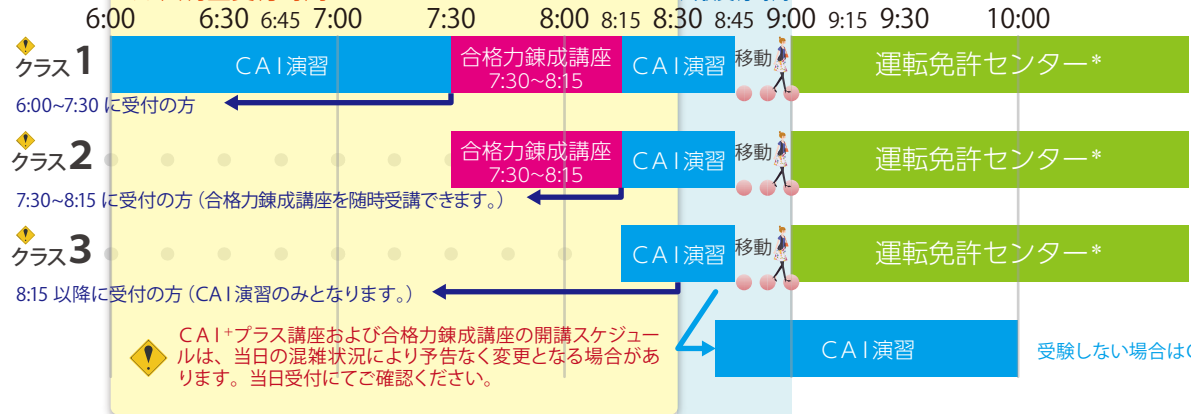 6:00 6:30 6:45 7:00 7:30 8:00 8:15 8:30 8:45 9:00 9:15 9:30 10:00
クラス1 CAI演習 合格力錬成講座 CAI演習 移動 運転免許センター*
7:30~8:15
6:00~7:30 に受付の方
クラス2 合格力錬成講座 CAI演習 移動 運転免許センター*
7:30~8:15
7:30~8:15 に受付の方(合格力錬成講座を随時受講できます。)
クラス3 CAI演習 移動 運転免許センター*
8:15 以降に受付の方(CAI演習のみとなります。)
CAI⁺プラス講座および合格力錬成講座の開講スケジュー
ルは、当日の混雑状況により予告なく変更となる場合があ
ります。当日受付にてご確認ください。
CAI演習 受験しない場合は